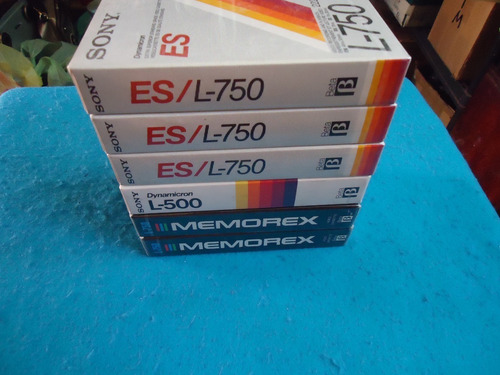 SONY
Dynamicron
ES
L-750
SONY
ES/L-750
Beta
B
SONY
ES/L-750
Beta
B
SONY
ES/L-750
Beta
B
SONY
Dynamicron
L-500
Beta
B
MEMOREX
B
MEMOREX
B